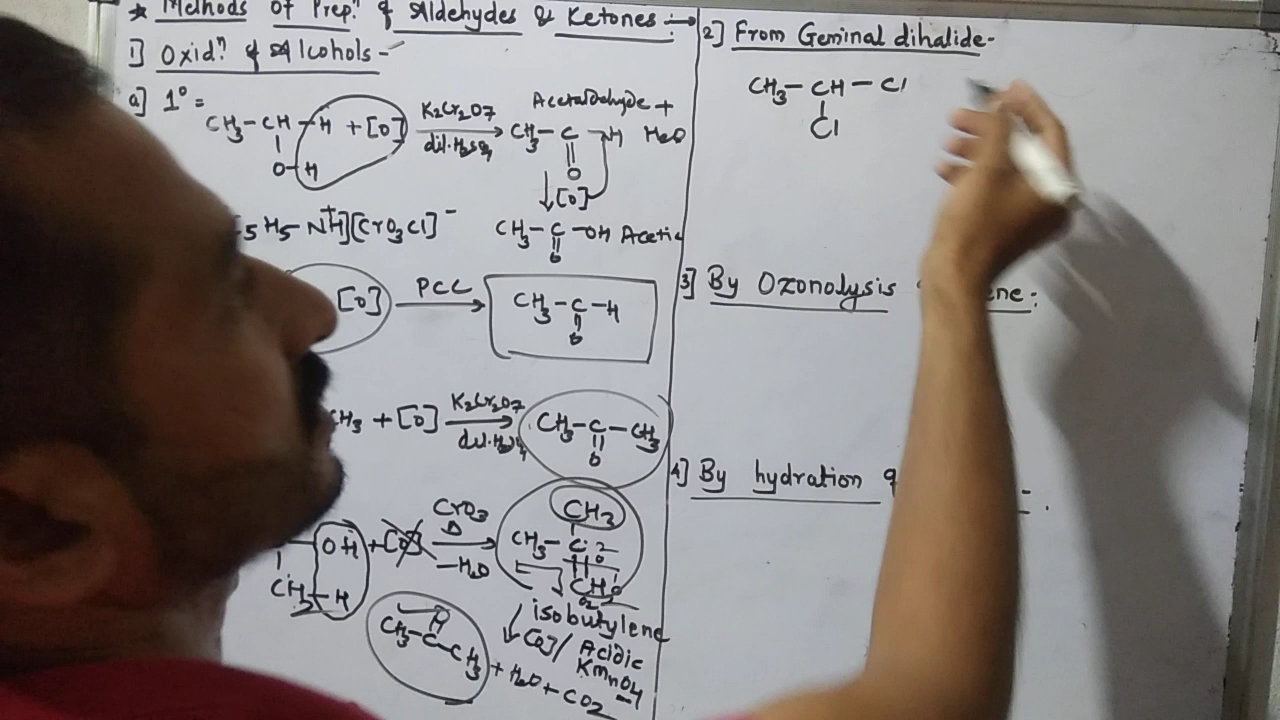 * Methods of Prepⁿ of Aldehydes & Ketones :→
1] Oxidⁿ of Alcohols -
a] 1° =
CH₃–CH–H + [O] K₂Cr₂O₇ dil. H₂SO₄ → CH₃–C–H H₂O
Acetaldehyde +
O–H
O
↓ [O]
5 H5 – N⁺H][CrO₃Cl]⁻
CH₃–C–OH Acetic
O
[O] PCC → CH₃–C–H
O
CH₃ + [O] K₂Cr₂O₇ dil. H₂SO₄ → CH₃–C–CH₃
O
OH + [O] CrO₃ Δ –H₂O → CH₃–C
CH₃
CH₂–H
isobutylene
↓ [O] / Acidic
KMnO₄
CH₃–C–CH₃ + H₂O + CO₂
2] From Geminal dihalide-
CH₃–CH–Cl
Cl
3] By Ozonolysis
4] By hydration